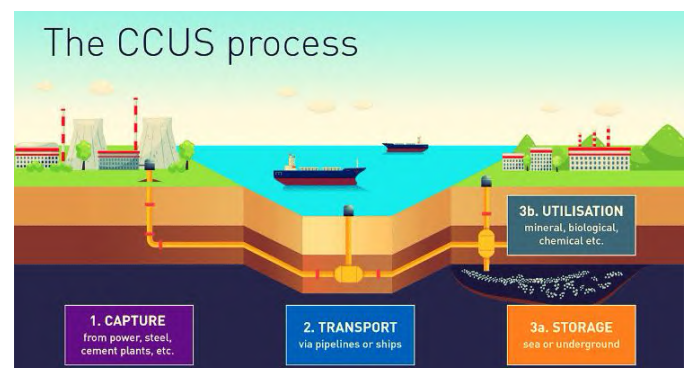 The CCUS process
3b. UTILISATION
mineral, biological,
chemical etc.
1. CAPTURE
from power, steel,
cement plants, etc.
2. TRANSPORT
via pipelines or ships
3a. STORAGE
sea or underground